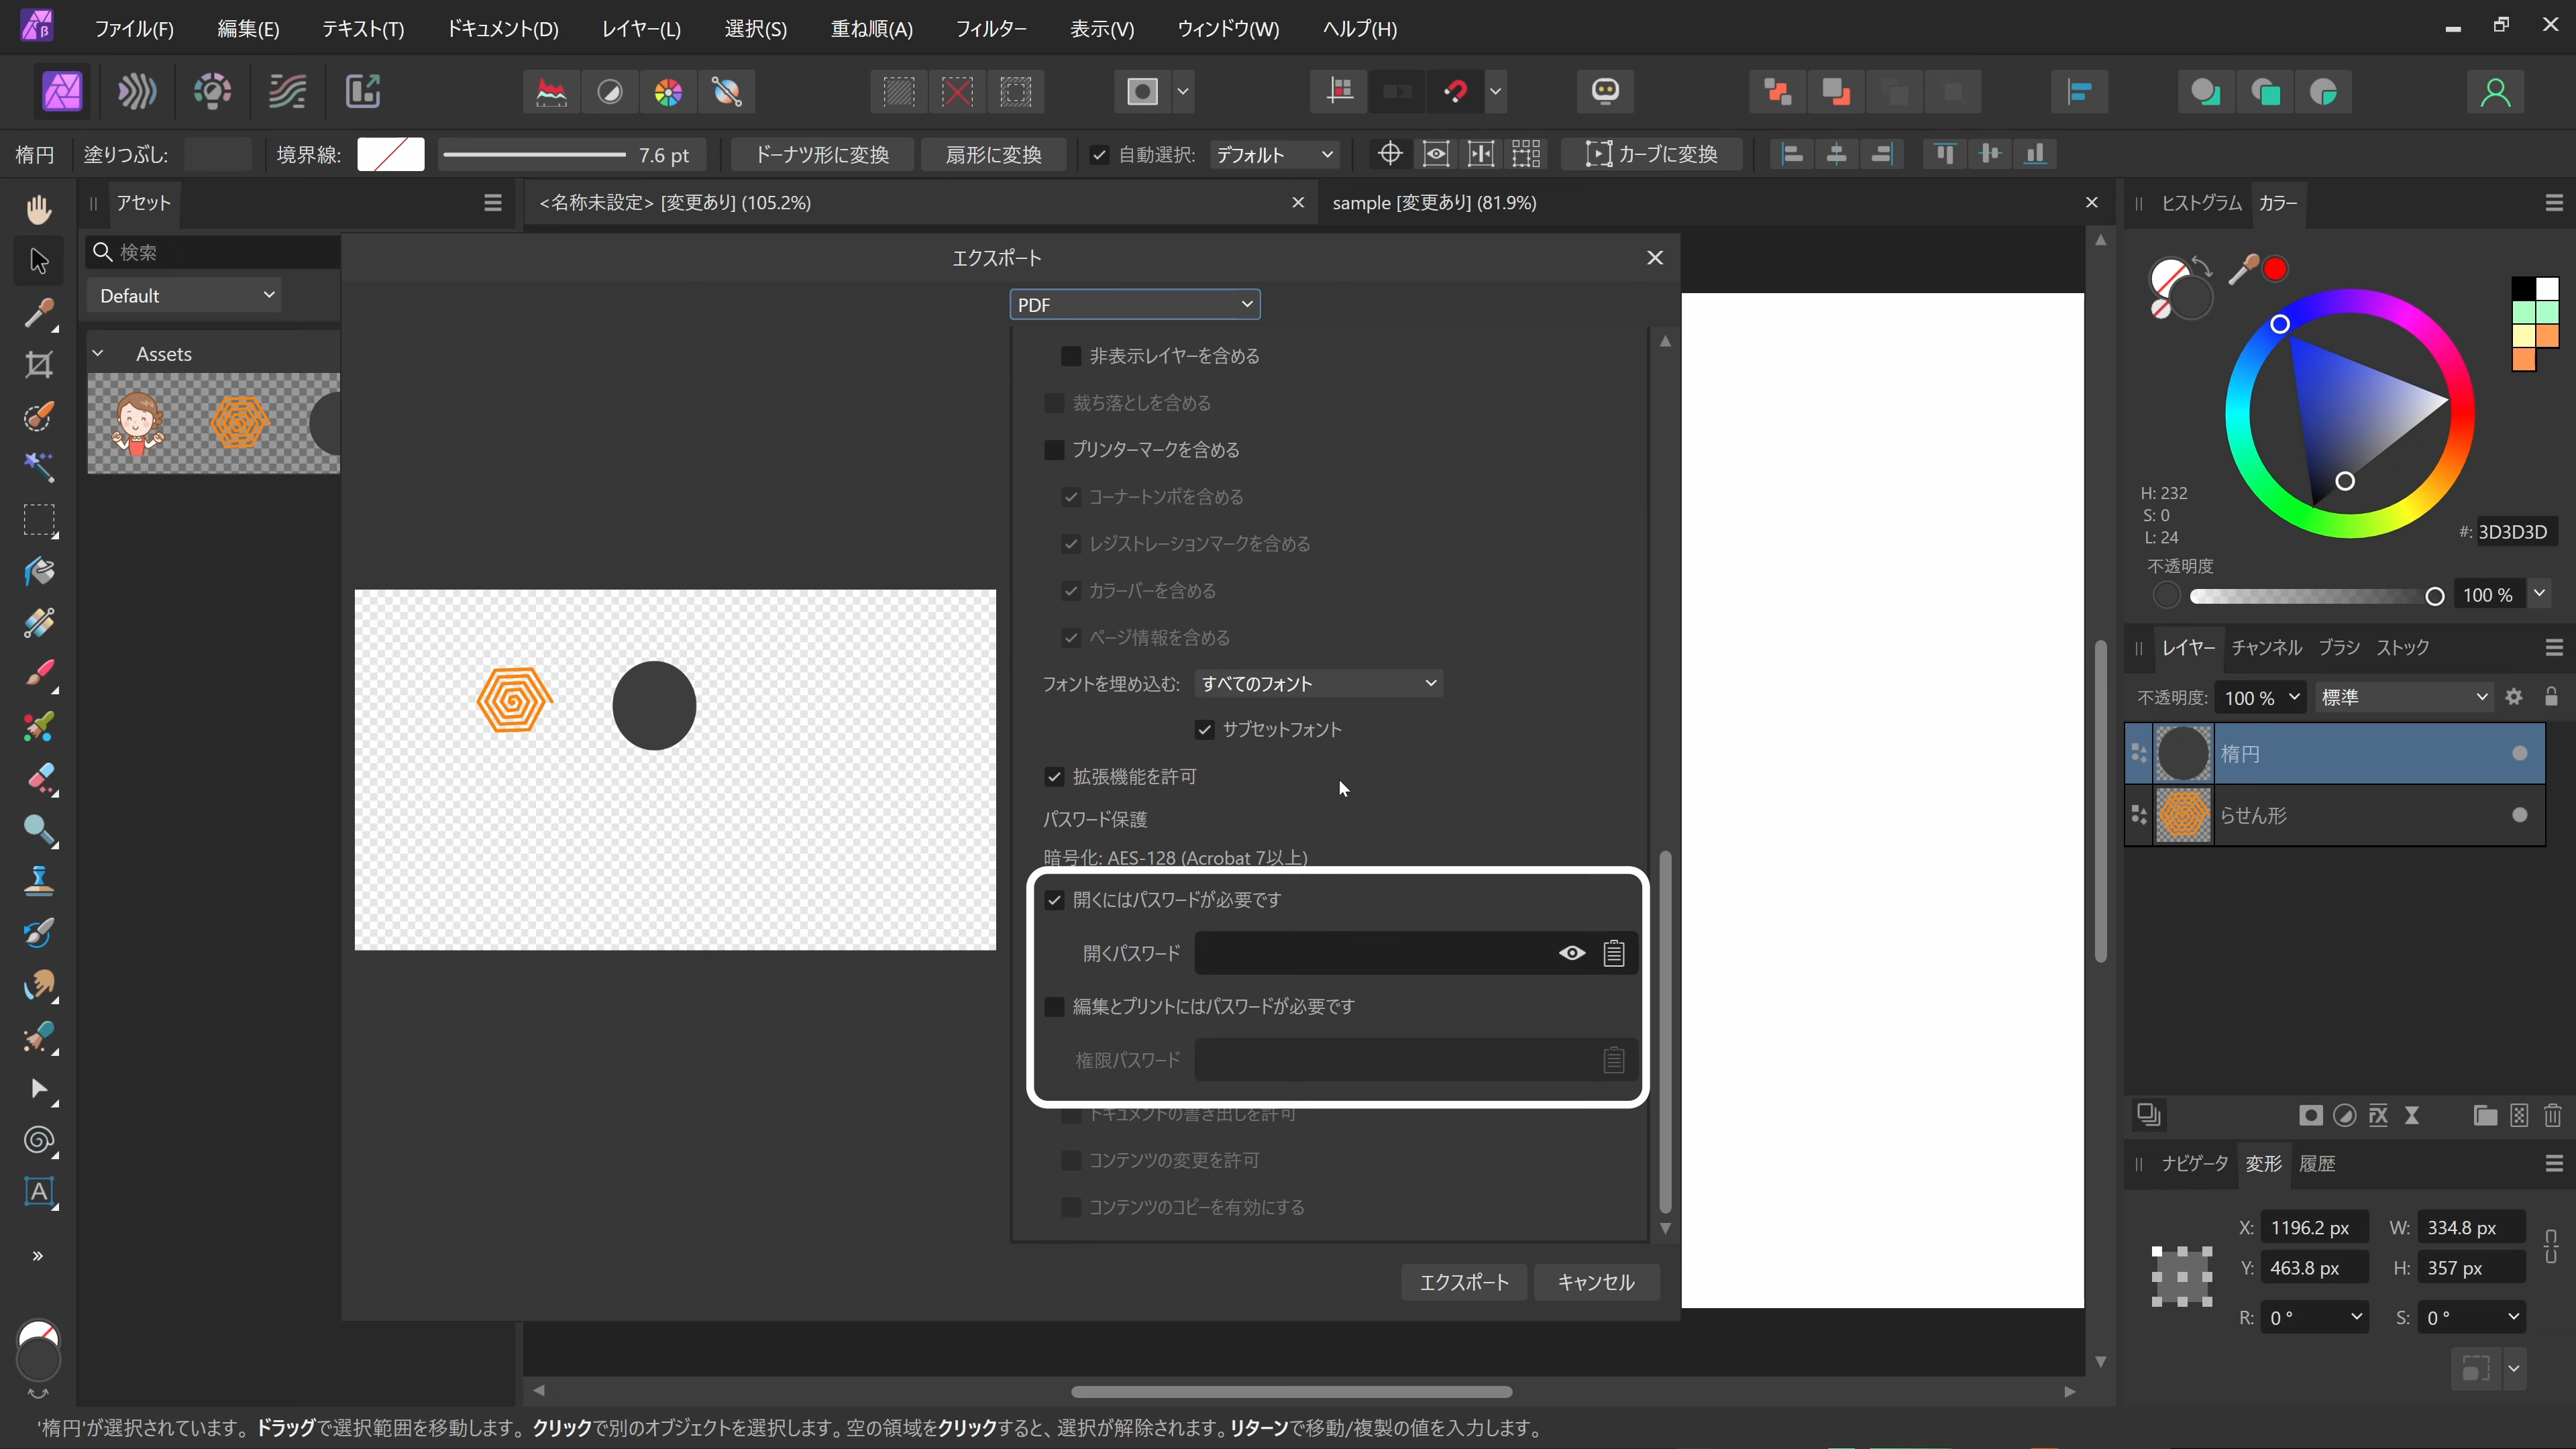 ファイル(F) 編集(E) テキスト(T) ドキュメント(D) レイヤー(L) 選択(S) 重ね順(A) フィルター 表示(V) ウィンドウ(W) ヘルプ(H)
楕円 塗りつぶし: 境界線: 7.6 pt ドーナツ形に変換 扇形に変換 自動選択: デフォルト カーブに変換
アセット
<名称未設定> [変更あり] (105.2%)
sample [変更あり] (81.9%)
ヒストグラム カラー
検索
Default
Assets
エクスポート
PDF
非表示レイヤーを含める
裁ち落としを含める
プリンターマークを含める
コーナートンボを含める
レジストレーションマークを含める
カラーバーを含める
ページ情報を含める
フォントを埋め込む: すべてのフォント
サブセットフォント
拡張機能を許可
パスワード保護
暗号化: AES-128 (Acrobat 7以上)
開くにはパスワードが必要です
開くパスワード
編集とプリントにはパスワードが必要です
権限パスワード
ドキュメントの書き出しを許可
コンテンツの変更を許可
コンテンツのコピーを有効にする
エクスポート キャンセル
H: 232
S: 0
L: 24
#: 3D3D3D
不透明度
100 %
レイヤー チャンネル ブラシ ストック
不透明度: 100 % 標準
楕円
らせん形
ナビゲータ 変形 履歴
X: 1196.2 px W: 334.8 px
Y: 463.8 px H: 357 px
R: 0 ° S: 0 °
'楕円'が選択されています。ドラッグで選択範囲を移動します。クリックで別のオブジェクトを選択します。空の領域をクリックすると、選択が解除されます。リターンで移動/複製の値を入力します。